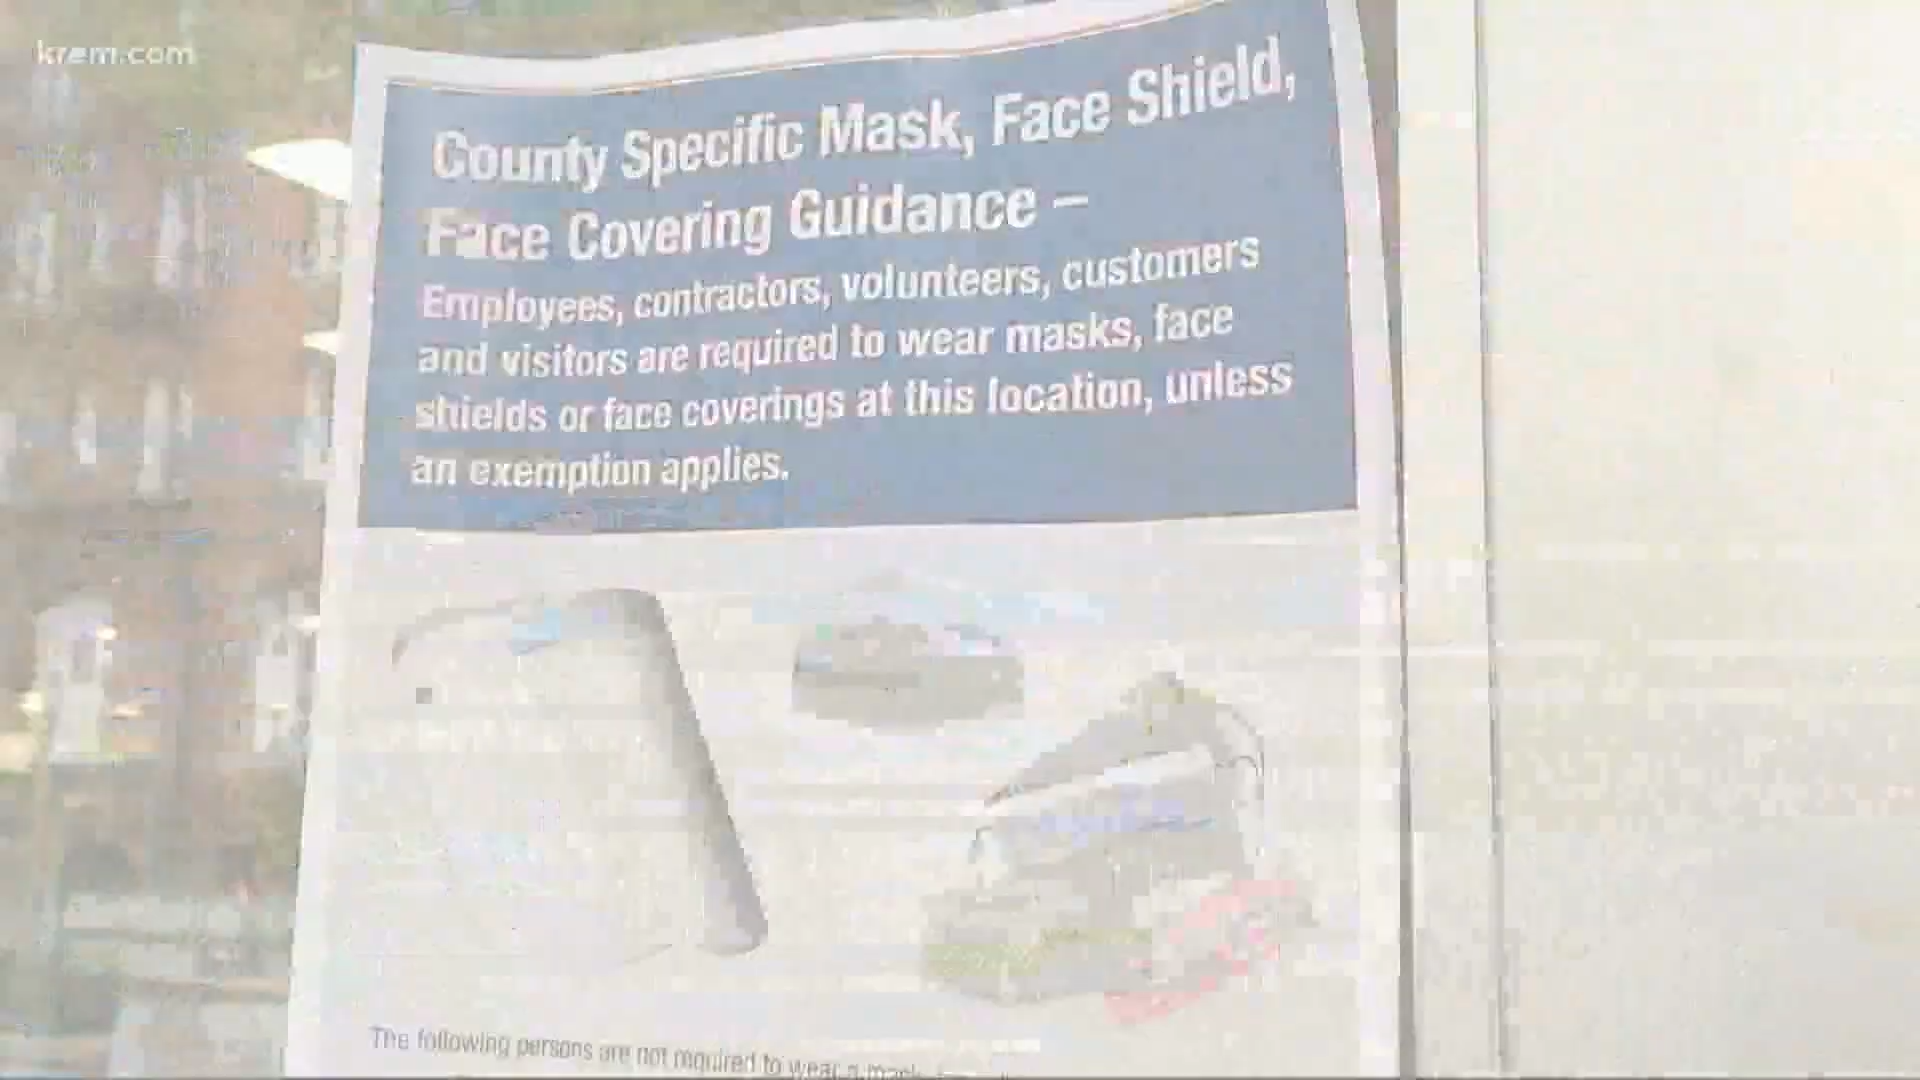 krem.com
County Specific Mask, Face Shield,
Face Covering Guidance –
Employees, contractors, volunteers, customers
and visitors are required to wear masks, face
shields or face coverings at this location, unless
an exemption applies.
The following persons are not required to wear a mask,